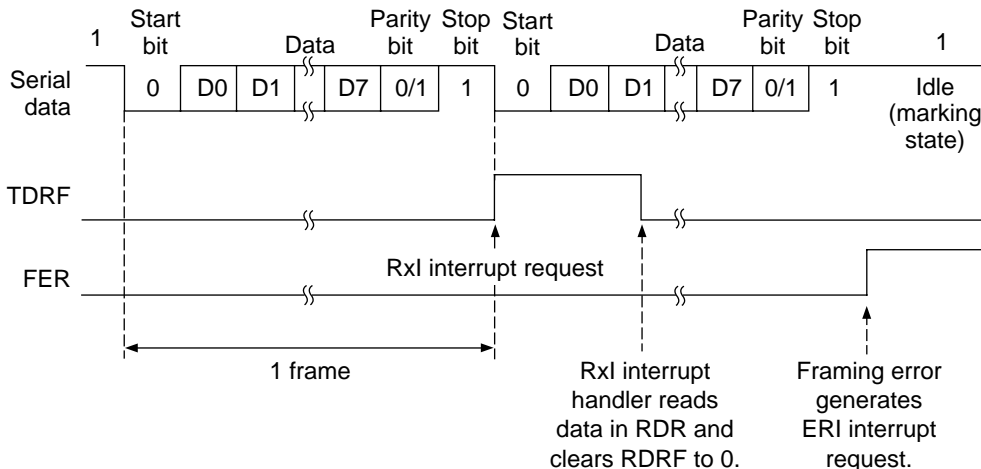 1 Start bit Data Parity bit Stop bit Start bit Data Parity bit Stop bit 1
Serial data 0 D0 D1 D7 0/1 1 0 D0 D1 D7 0/1 1 Idle (marking state)
TDRF
RxI interrupt request
FER
1 frame
RxI interrupt
handler reads
data in RDR and
clears RDRF to 0.
Framing error
generates
ERI interrupt
request.